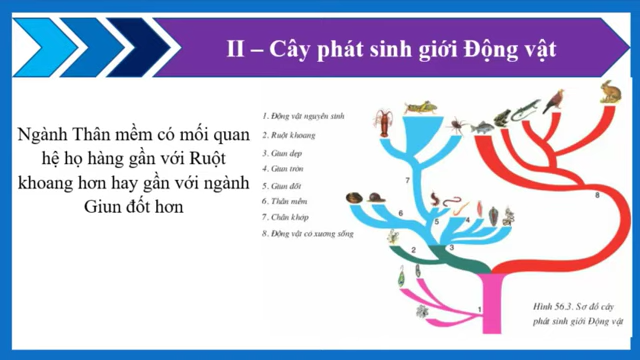 II – Cây phát sinh giới Động vật
Ngành Thân mềm có mối quan
hệ họ hàng gần với Ruột
khoang hơn hay gần với ngành
Giun đốt hơn
1. Động vật nguyên sinh
2. Ruột khoang
3. Giun dẹp
4. Giun tròn
5. Giun đốt
6. Thân mềm
7. Chân khớp
8. Động vật có xương sống
7
8
6
5
4
3
2
1
Hình 56.3. Sơ đồ cây
phát sinh giới Động vật